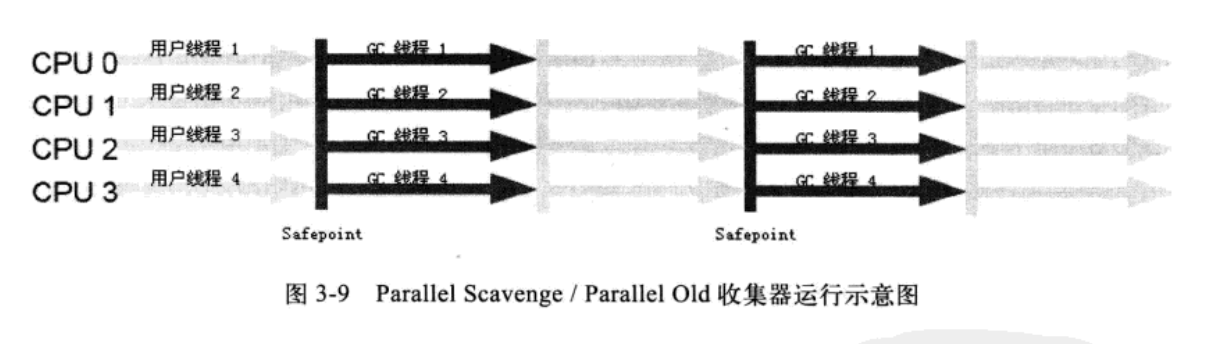 CPU 0 用户线程 1 GC 线程 1 GC 线程 1
CPU 1 用户线程 2 GC 线程 2 GC 线程 2
CPU 2 用户线程 3 GC 线程 3 GC 线程 3
CPU 3 用户线程 4 GC 线程 4 GC 线程 4
Safepoint Safepoint
图 3-9 Parallel Scavenge / Parallel Old 收集器运行示意图